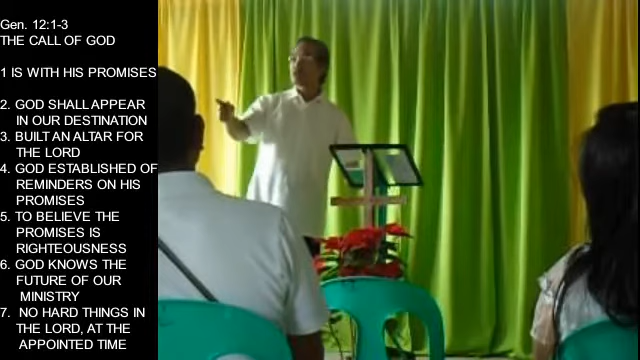 Gen. 12:1-3
THE CALL OF GOD
1 IS WITH HIS PROMISES
2. GOD SHALL APPEAR
IN OUR DESTINATION
3. BUILT AN ALTAR FOR
THE LORD
4. GOD ESTABLISHED OF
REMINDERS ON HIS
PROMISES
5. TO BELIEVE THE
PROMISES IS
RIGHTEOUSNESS
6. GOD KNOWS THE
FUTURE OF OUR
MINISTRY
7. NO HARD THINGS IN
THE LORD, AT THE
APPOINTED TIME